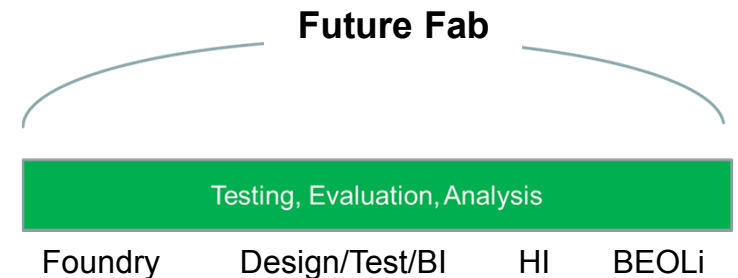 Future Fab
Testing, Evaluation, Analysis
Foundry Design/Test/BI HI BEOLi